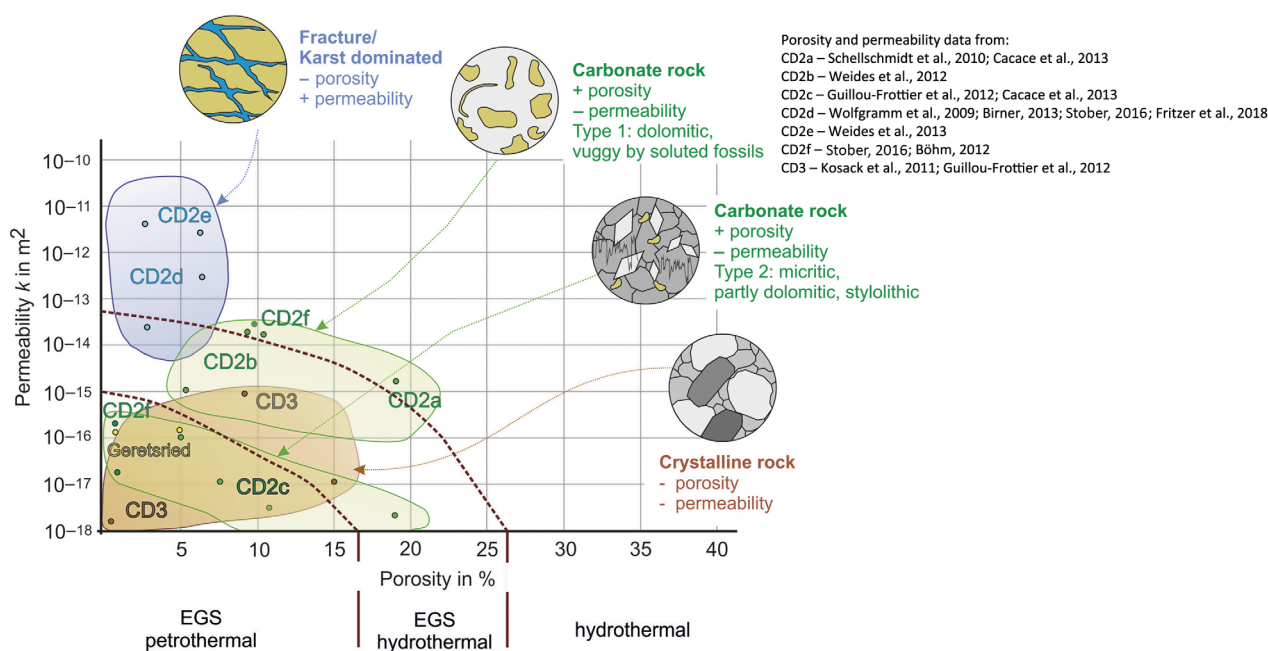 Fracture/
Karst dominated
– porosity
+ permeability
Carbonate rock
+ porosity
– permeability
Type 1: dolomitic,
vuggy by soluted fossils
Porosity and permeability data from:
CD2a – Schellschmidt et al., 2010; Cacace et al., 2013
CD2b – Weides et al., 2012
CD2c – Guillou-Frottier et al., 2012; Cacace et al., 2013
CD2d – Wolfgramm et al., 2009; Birner, 2013; Stober, 2016; Fritzer et al., 2018
CD2e – Weides et al., 2013
CD2f – Stober, 2016; Böhm, 2012
CD3 – Kosack et al., 2011; Guillou-Frottier et al., 2012
Carbonate rock
+ porosity
– permeability
Type 2: micritic,
partly dolomitic, stylolithic
Crystalline rock
- porosity
- permeability
Permeability k in m²
10–10
10–11
10–12
10–13
10–14
10–15
10–16
10–17
10–18
CD2e
CD2d
CD2f
CD2b
CD2a
CD3
CD2f
Geretsried
CD2c
CD3
5 10 15 20 25 30 35 40
Porosity in %
EGS
petrothermal
EGS
hydrothermal
hydrothermal